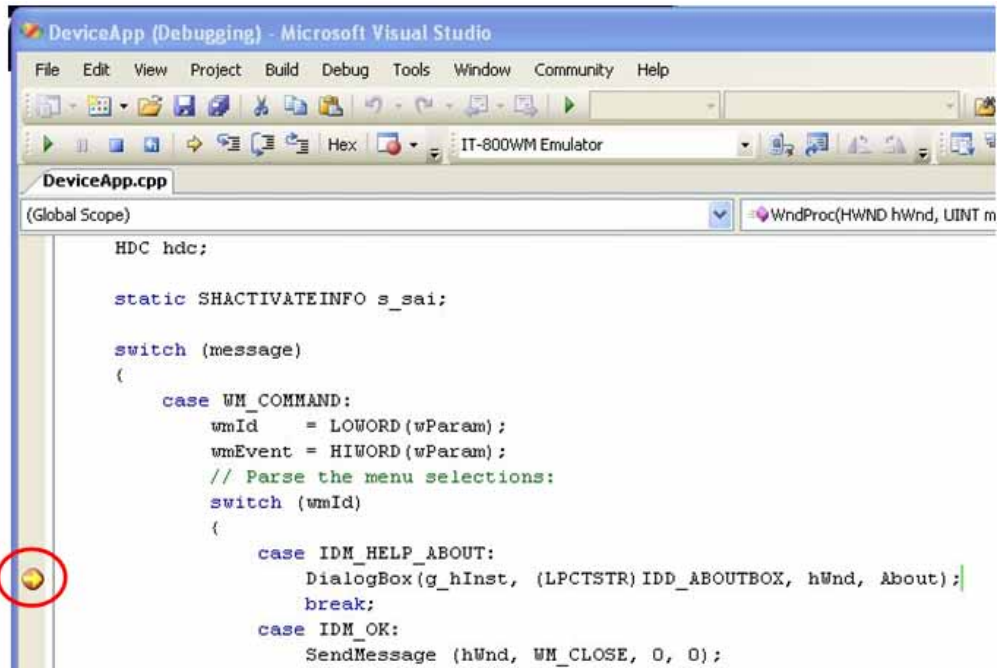 DeviceApp (Debugging) - Microsoft Visual Studio
File Edit View Project Build Debug Tools Window Community Help
Hex IT-800WM Emulator
DeviceApp.cpp
(Global Scope) WndProc(HWND hWnd, UINT m
HDC hdc;
static SHACTIVATEINFO s_sai;
switch (message)
{
case WM_COMMAND:
wmId = LOWORD(wParam);
wmEvent = HIWORD(wParam);
// Parse the menu selections:
switch (wmId)
{
case IDM_HELP_ABOUT:
DialogBox(g_hInst, (LPCTSTR)IDD_ABOUTBOX, hWnd, About);
break;
case IDM_OK:
SendMessage (hWnd, WM_CLOSE, 0, 0);